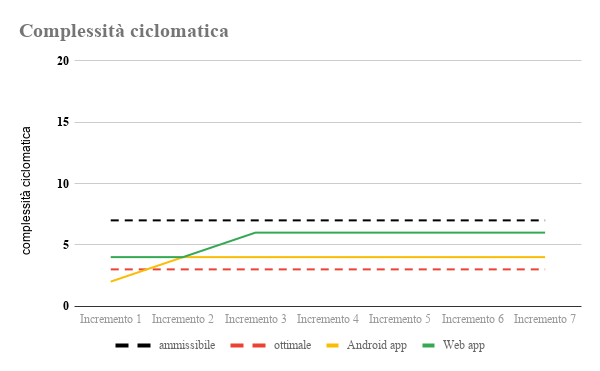 Complessità ciclomatica
complessità ciclomatica
20
15
10
5
0
Incremento 1 Incremento 2 Incremento 3 Incremento 4 Incremento 5 Incremento 6 Incremento 7
ammissibile ottimale Android app Web app